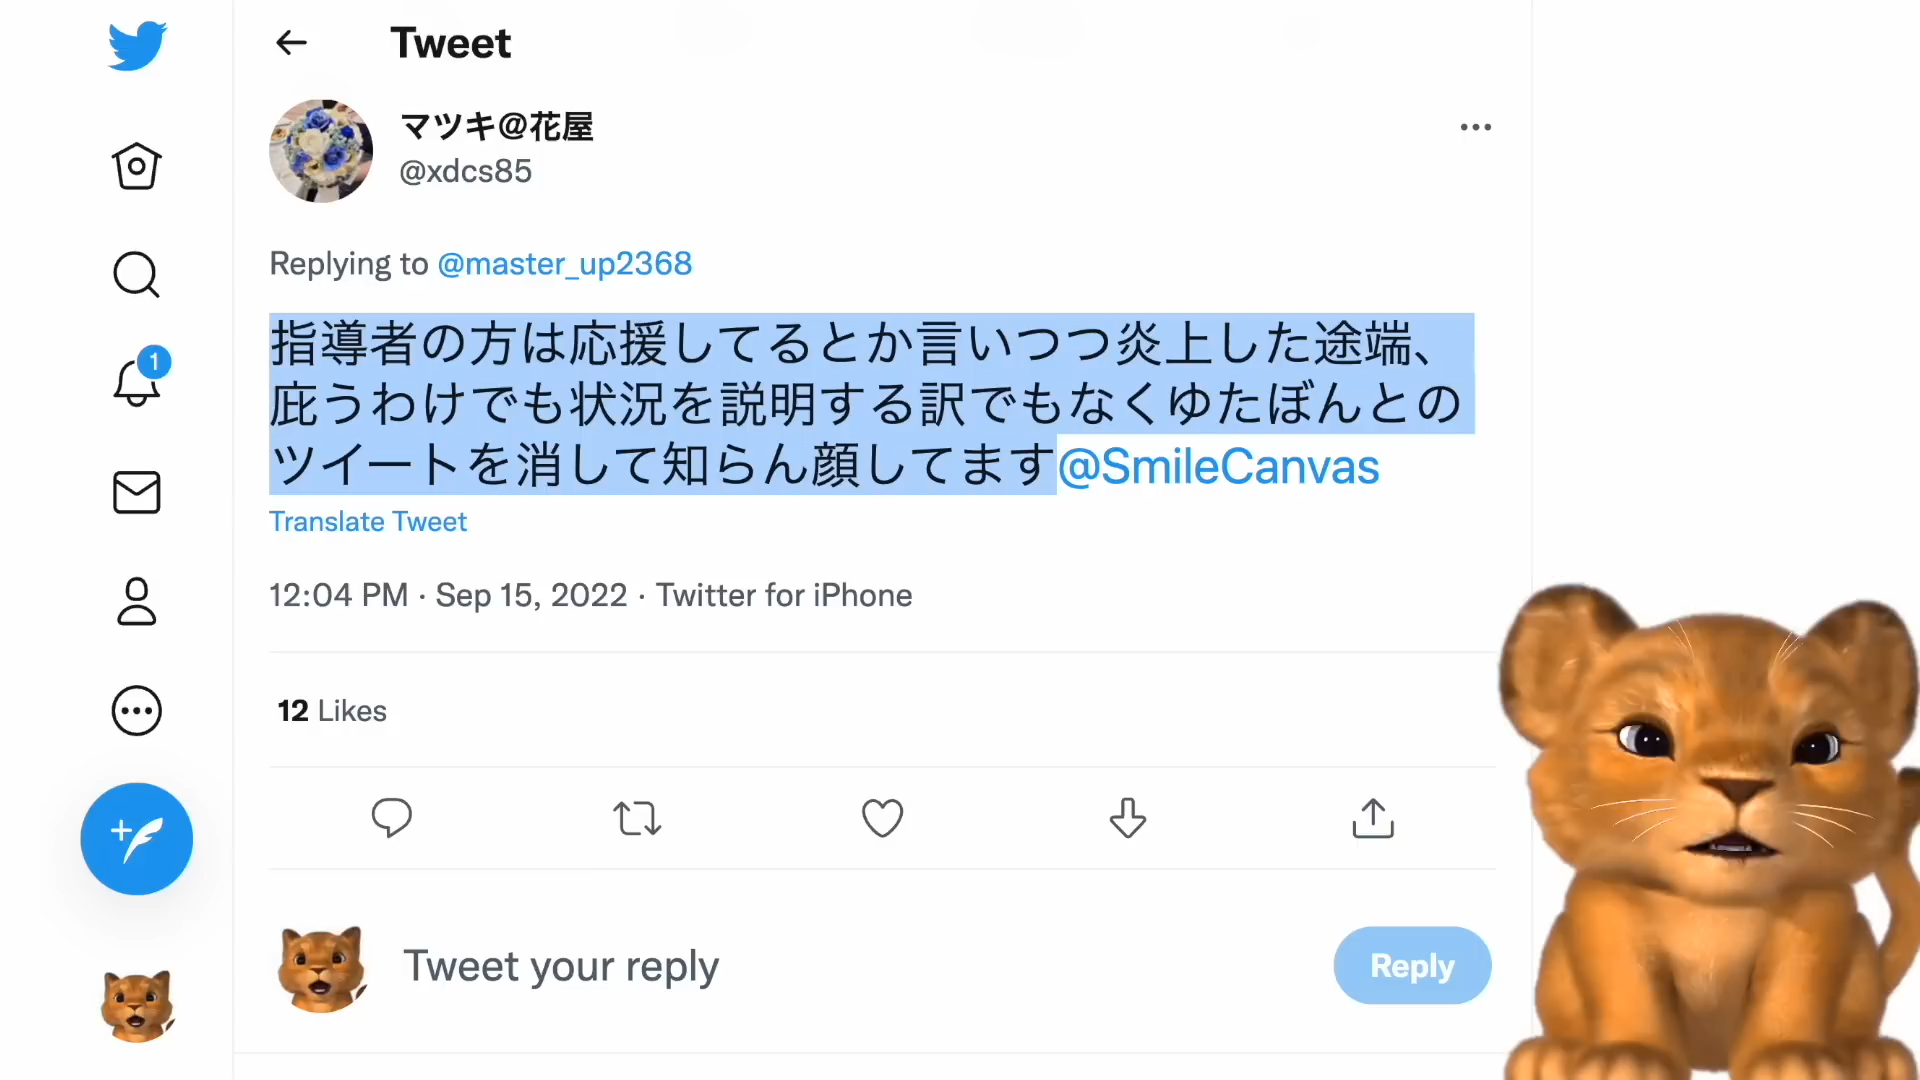 Tweet
マツキ@花屋
@xdcs85
Replying to @master_up2368
指導者の方は応援してるとか言いつつ炎上した途端、
庇うわけでも状況を説明する訳でもなくゆたぼんとの
ツイートを消して知らん顔してます@SmileCanvas
Translate Tweet
12:04 PM · Sep 15, 2022 · Twitter for iPhone
12 Likes
Tweet your reply
Reply
1